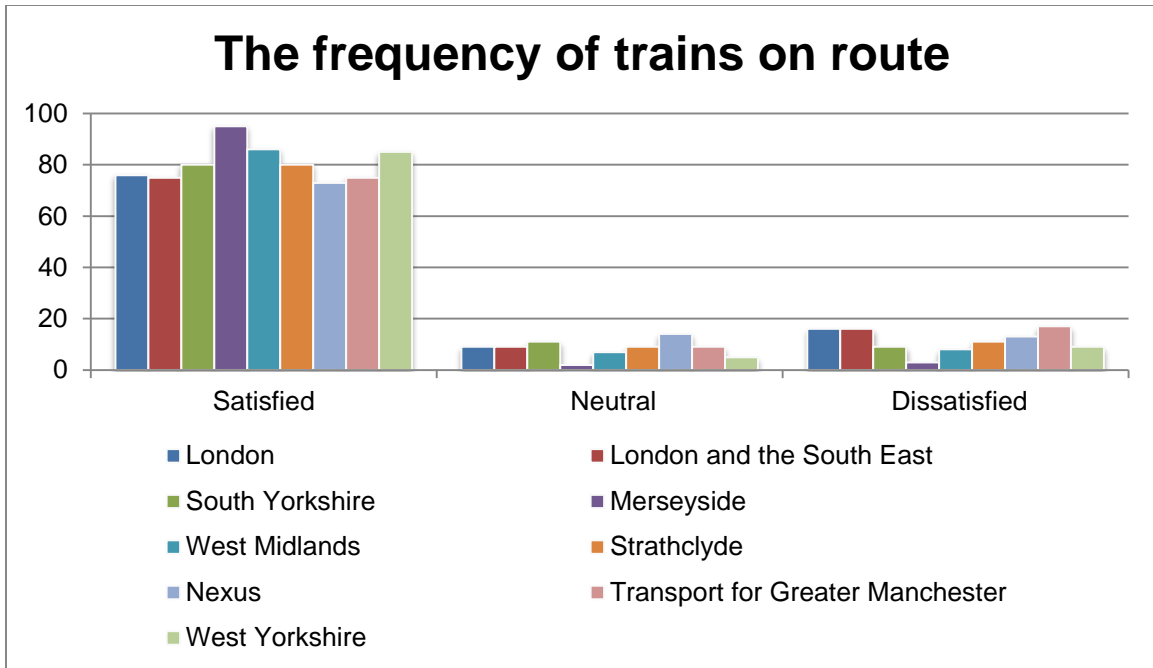 The frequency of trains on route
100
80
60
40
20
0
Satisfied Neutral Dissatisfied
London London and the South East
South Yorkshire Merseyside
West Midlands Strathclyde
Nexus Transport for Greater Manchester
West Yorkshire